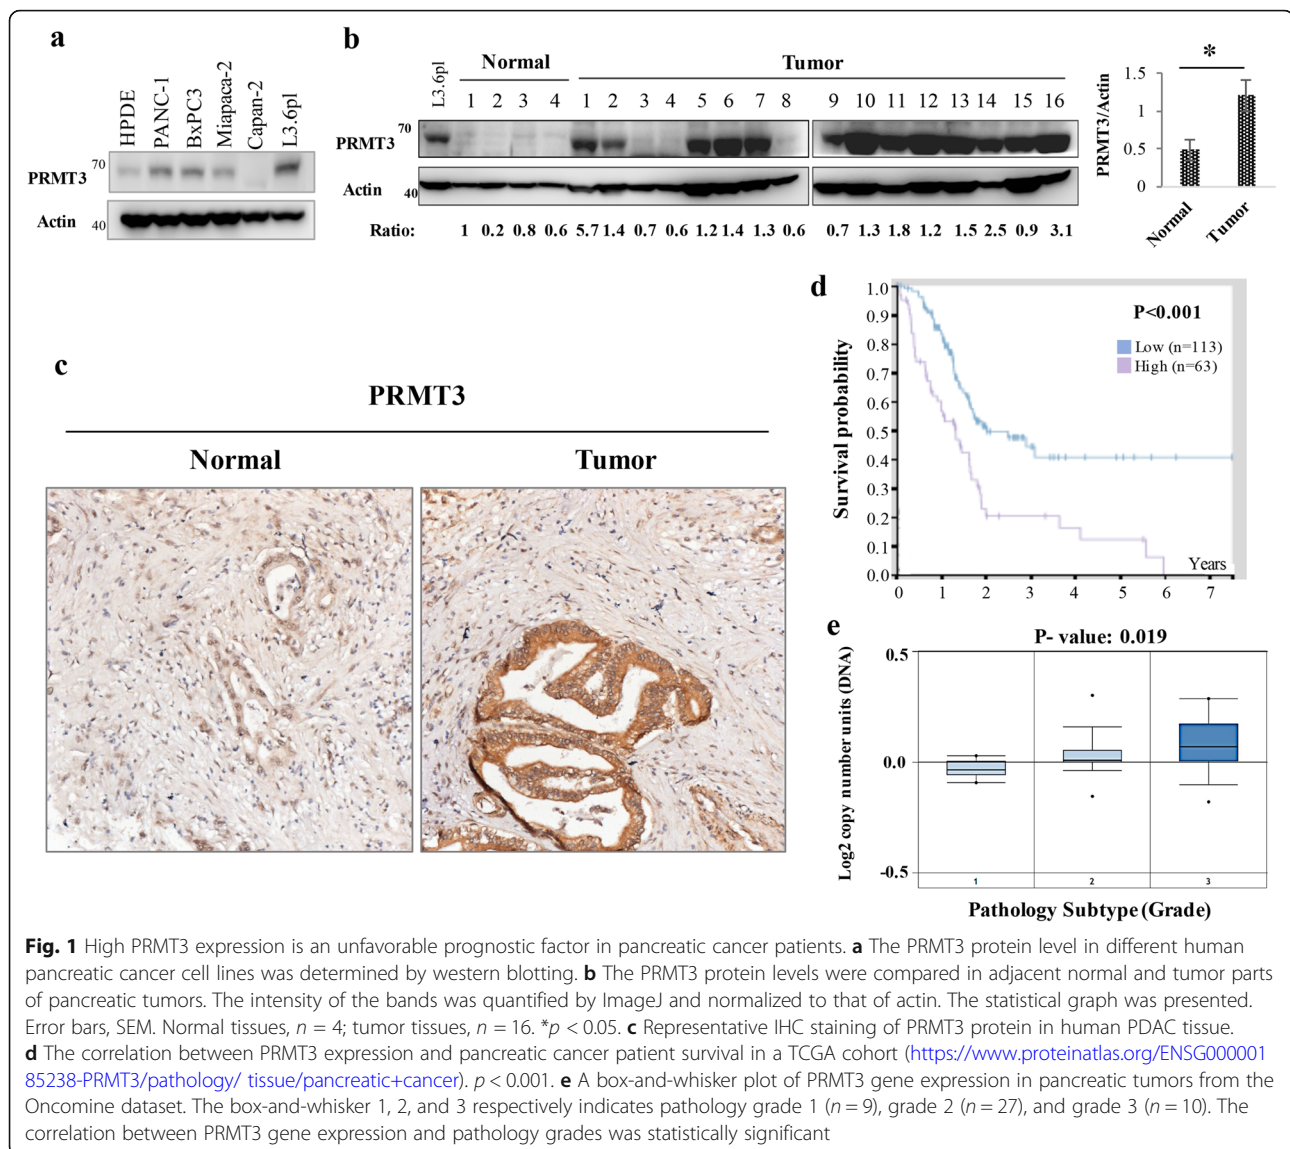 a
HPDE
PANC-1
BxPC3
Miapaca-2
Capan-2
L3.6pl
70
PRMT3
Actin
40
b
L3.6pl
Normal
Tumor
1 2 3 4 1 2 3 4 5 6 7 8 9 10 11 12 13 14 15 16
70
PRMT3
Actin
40
Ratio: 1 0.2 0.8 0.6 5.7 1.4 0.7 0.6 1.2 1.4 1.3 0.6 0.7 1.3 1.8 1.2 1.5 2.5 0.9 3.1
*
PRMT3/Actin
1.5
1
0.5
0
Normal
Tumor
c
PRMT3
Normal
Tumor
d
Survival probability
1.0
0.9
0.8
0.7
0.6
0.5
0.4
0.3
0.2
0.1
0.0
P<0.001
Low (n=113)
High (n=63)
Years
0 1 2 3 4 5 6 7
e
P- value: 0.019
Log2 copy number units (DNA)
0.5
0.0
-0.5
1 2 3
Pathology Subtype (Grade)
Fig. 1 High PRMT3 expression is an unfavorable prognostic factor in pancreatic cancer patients. a The PRMT3 protein level in different human
pancreatic cancer cell lines was determined by western blotting. b The PRMT3 protein levels were compared in adjacent normal and tumor parts
of pancreatic tumors. The intensity of the bands was quantified by ImageJ and normalized to that of actin. The statistical graph was presented.
Error bars, SEM. Normal tissues, n = 4; tumor tissues, n = 16. *p < 0.05. c Representative IHC staining of PRMT3 protein in human PDAC tissue.
d The correlation between PRMT3 expression and pancreatic cancer patient survival in a TCGA cohort (https://www.proteinatlas.org/ENSG000001
85238-PRMT3/pathology/ tissue/pancreatic+cancer). p < 0.001. e A box-and-whisker plot of PRMT3 gene expression in pancreatic tumors from the
Oncomine dataset. The box-and-whisker 1, 2, and 3 respectively indicates pathology grade 1 (n = 9), grade 2 (n = 27), and grade 3 (n = 10). The
correlation between PRMT3 gene expression and pathology grades was statistically significant